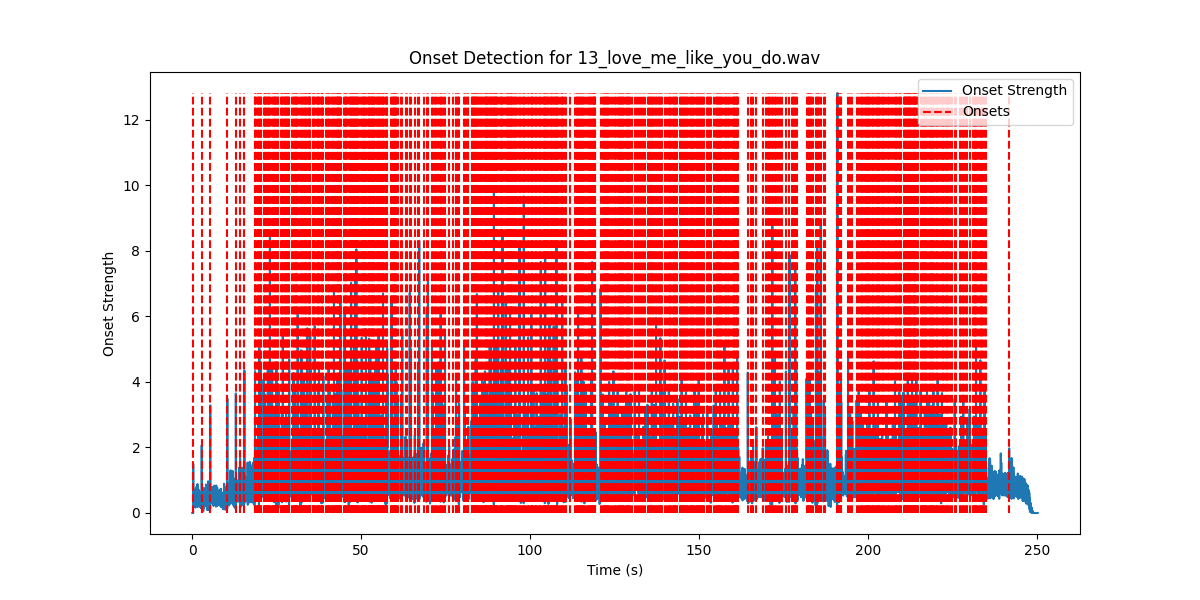 Onset Detection for 13_love_me_like_you_do.wav
Onset Strength
Onsets
12
10
8
6
4
2
0
Onset Strength
0
50
100
150
200
250
Time (s)